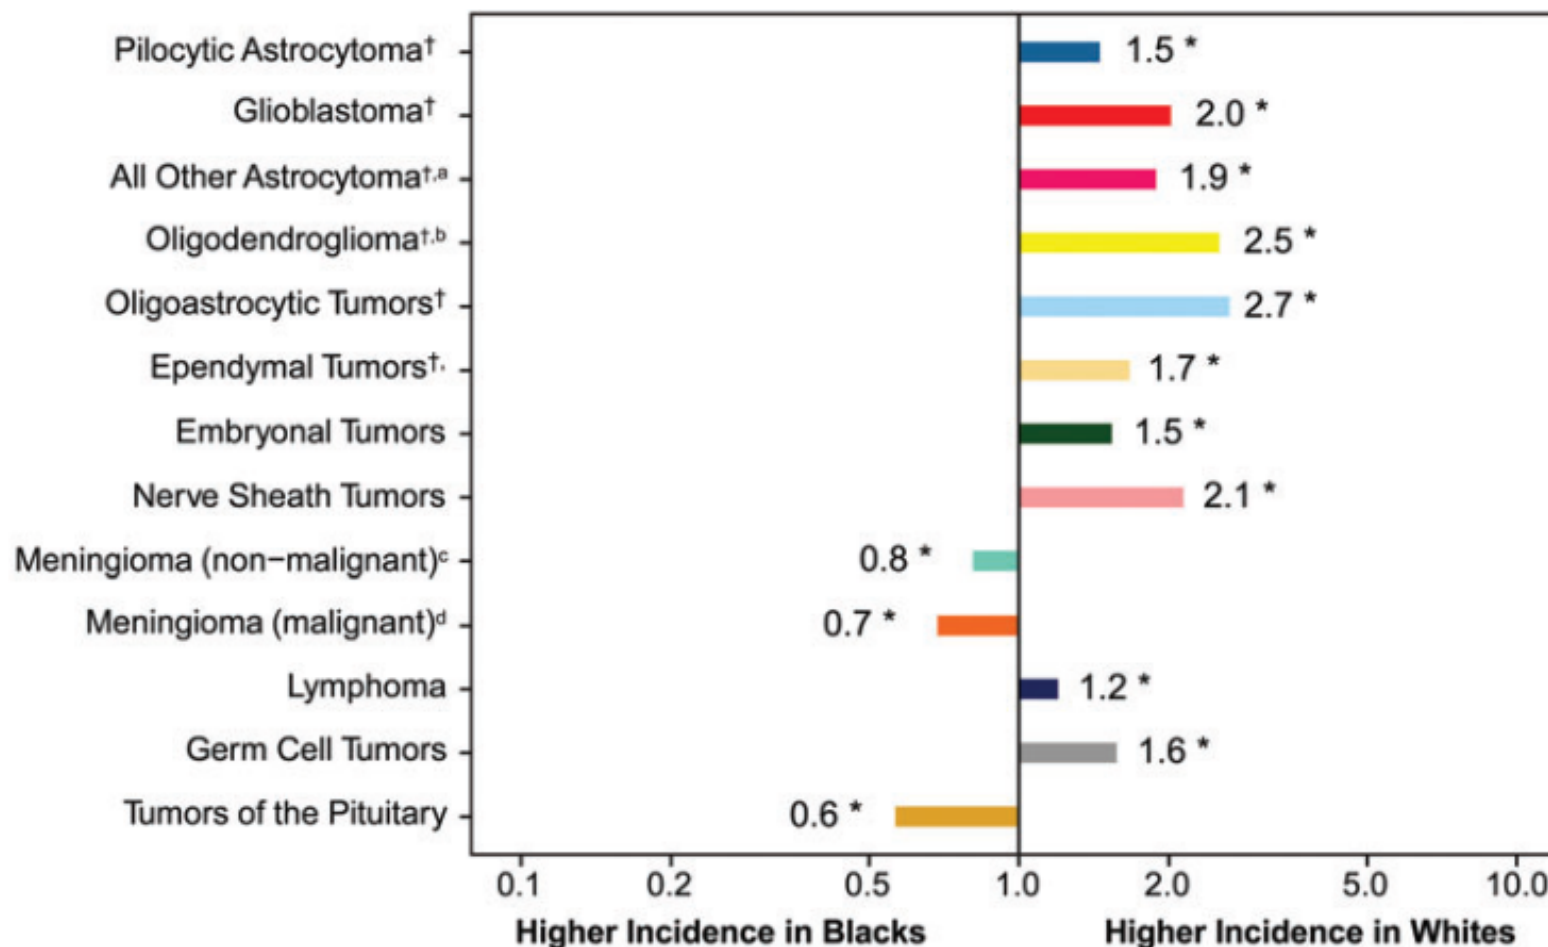 Pilocytic Astrocytoma† 1.5 *
Glioblastoma† 2.0 *
All Other Astrocytoma†,a 1.9 *
Oligodendroglioma†,b 2.5 *
Oligoastrocytic Tumors† 2.7 *
Ependymal Tumors†, 1.7 *
Embryonal Tumors 1.5 *
Nerve Sheath Tumors 2.1 *
Meningioma (non−malignant)c 0.8 *
Meningioma (malignant)d 0.7 *
Lymphoma 1.2 *
Germ Cell Tumors 1.6 *
Tumors of the Pituitary 0.6 *
0.1 0.2 0.5 1.0 2.0 5.0 10.0
Higher Incidence in Blacks Higher Incidence in Whites